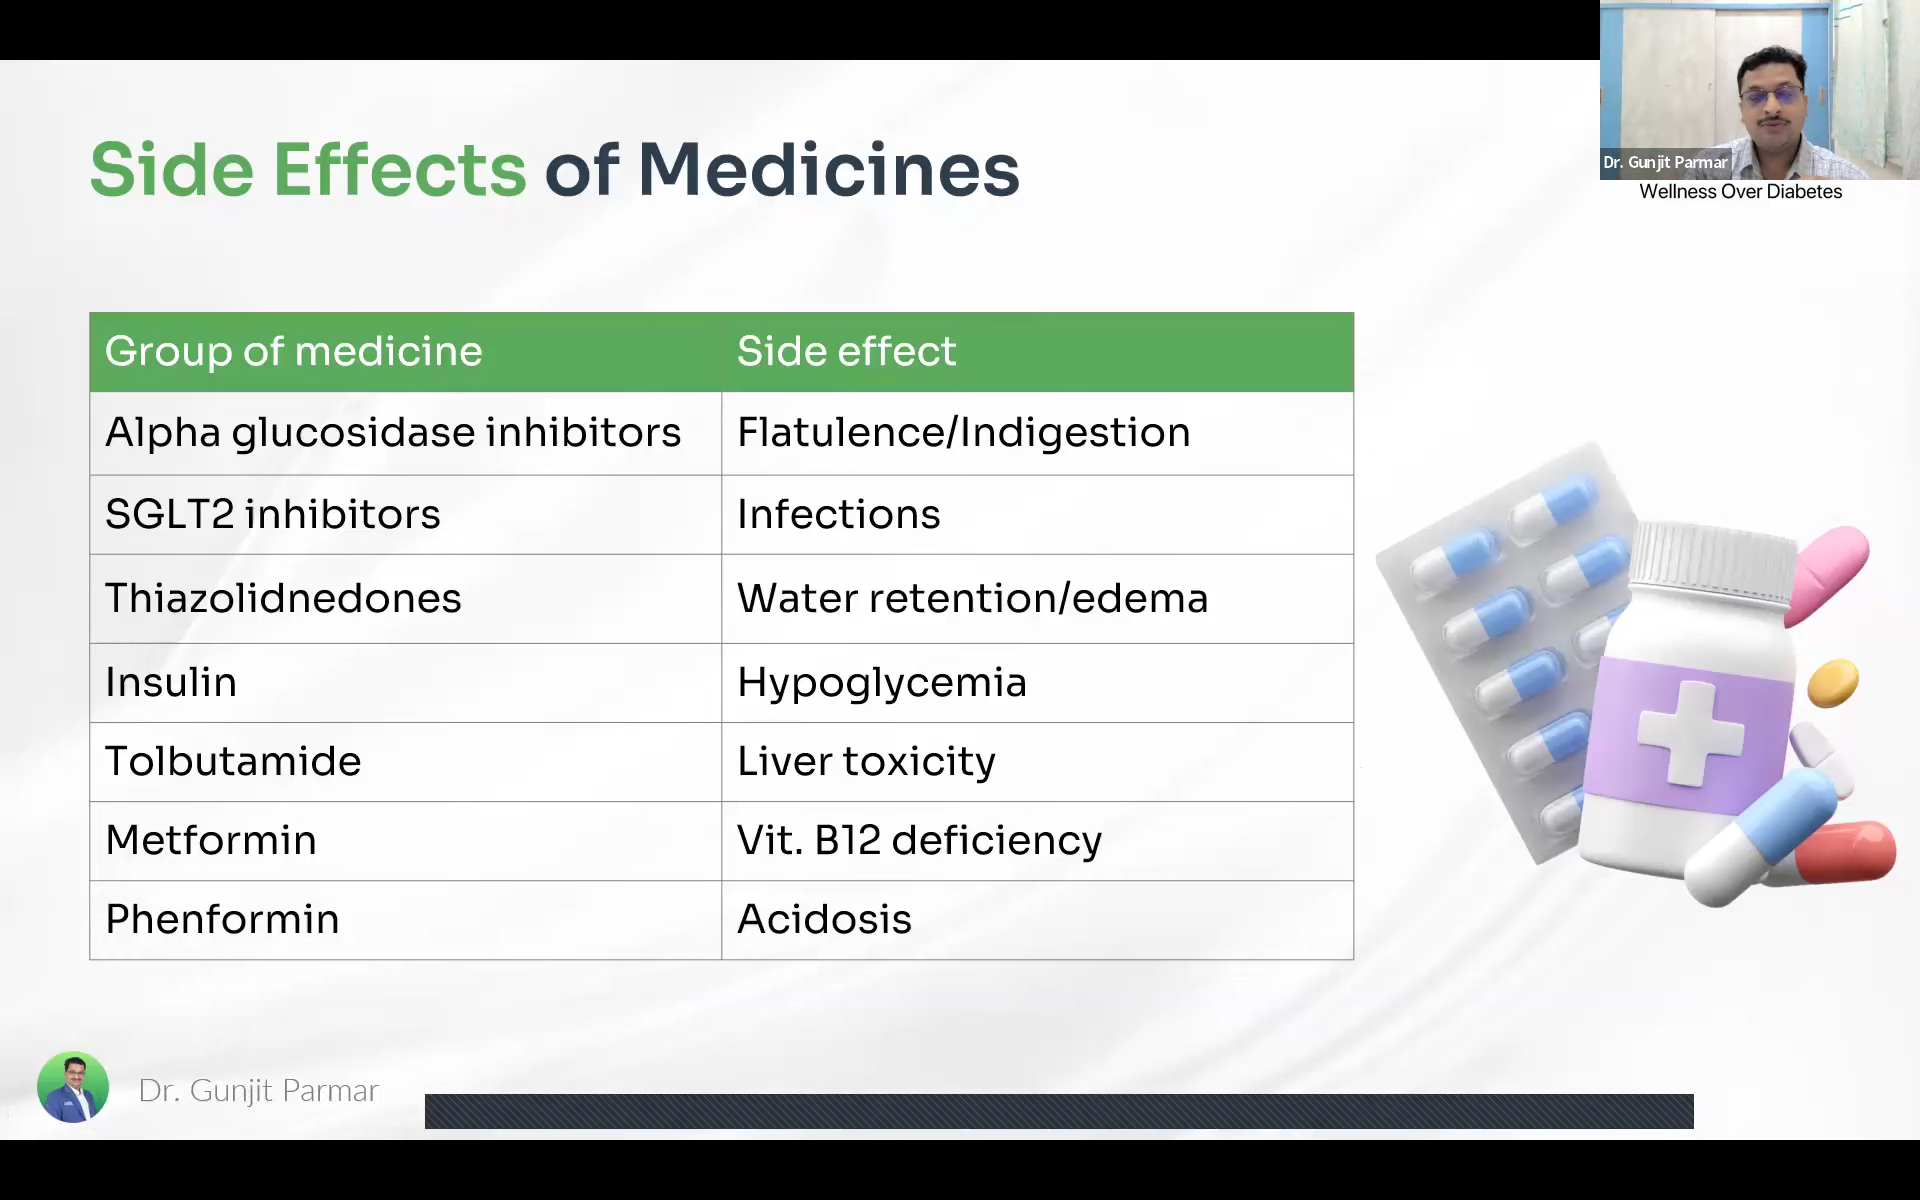 Dr. Gunjit Parmar
Wellness Over Diabetes
Side Effects of Medicines
Group of medicine Side effect
Alpha glucosidase inhibitors Flatulence/Indigestion
SGLT2 inhibitors Infections
Thiazolidnedones Water retention/edema
Insulin Hypoglycemia
Tolbutamide Liver toxicity
Metformin Vit. B12 deficiency
Phenformin Acidosis
Dr. Gunjit Parmar